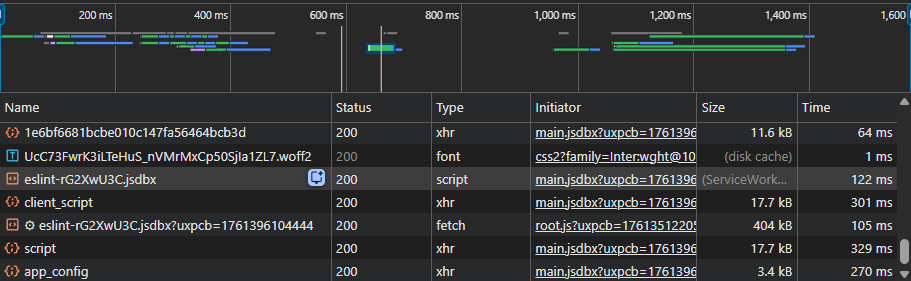 200 ms 400 ms 600 ms 800 ms 1,000 ms 1,200 ms 1,400 ms 1,600
Name Status Type Initiator Size Time
1e6bf6681bcbe010c147fa56464bcb3d 200 xhr main.jsdbx?uxpcb=1761396 11.6 kB 64 ms
UcC73FwrK3iLTeHuS_nVMrMxCp50SjIa1ZL7.woff2 200 font css2?family=Inter:wght@10 (disk cache) 1 ms
eslint-rG2XwU3C.jsdbx 200 script main.jsdbx?uxpcb=1761396 (ServiceWork... 122 ms
client_script 200 xhr main.jsdbx?uxpcb=1761396 17.7 kB 301 ms
eslint-rG2XwU3C.jsdbx?uxpcb=1761396104444 200 fetch root.js?uxpcb=1761351220 404 kB 105 ms
script 200 xhr main.jsdbx?uxpcb=1761396 17.7 kB 329 ms
app_config 200 xhr main.jsdbx?uxpcb=1761396 3.4 kB 270 ms